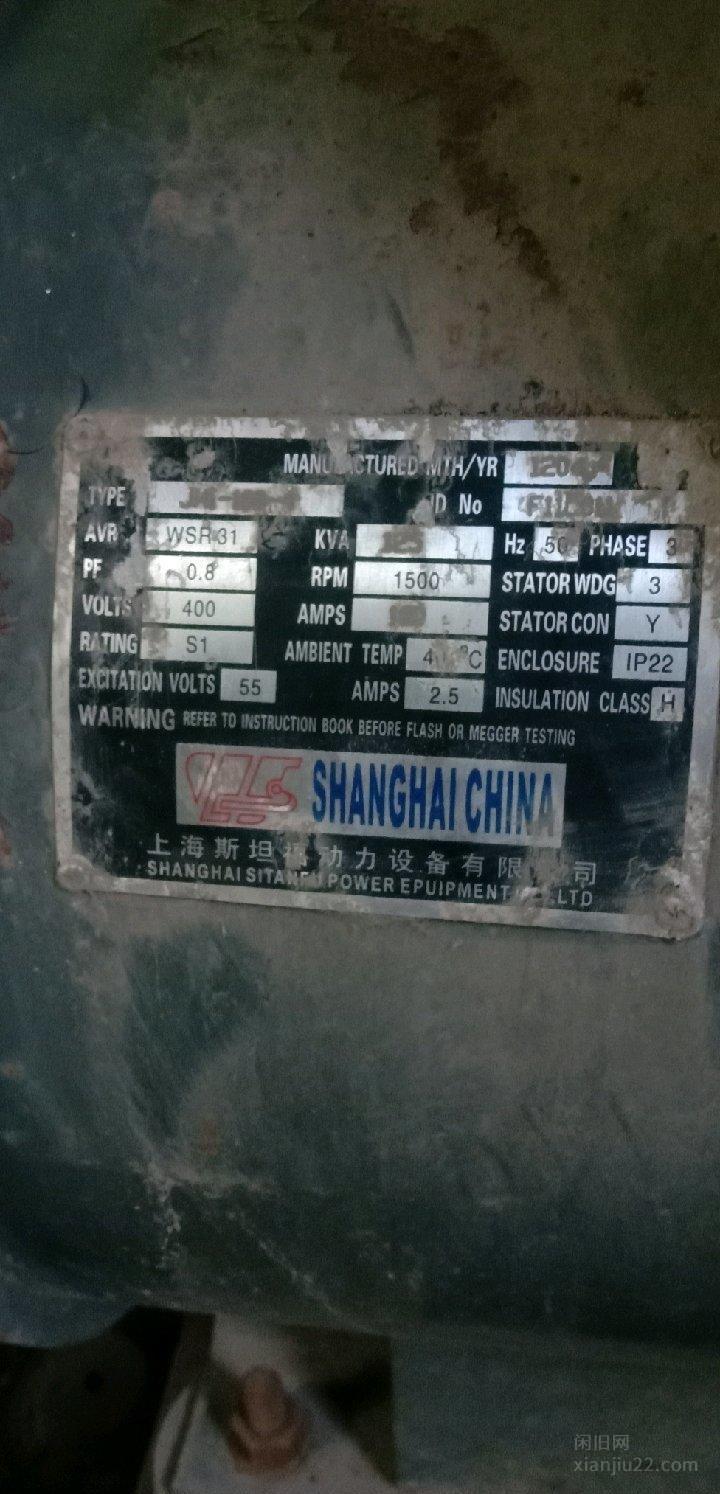 MANUFACTURED MTH/YR
TYPE No
AVR WSR 31 KVA Hz 50 PHASE 3
PF 0.8 RPM 1500 STATOR WDG 3
VOLTS 400 AMPS STATOR CON Y
RATING S1 AMBIENT TEMP ENCLOSURE IP22
EXCITATION VOLTS 55 AMPS 2.5 INSULATION CLASS H
WARNING REFER TO INSTRUCTION BOOK BEFORE FLASH OR MEGGER TESTING
SHANGHAI CHINA
上海斯坦 动力设备有限 司
SHANGHAI POWER EPUIPMENT LTD
闲旧网
xianjiu22.com